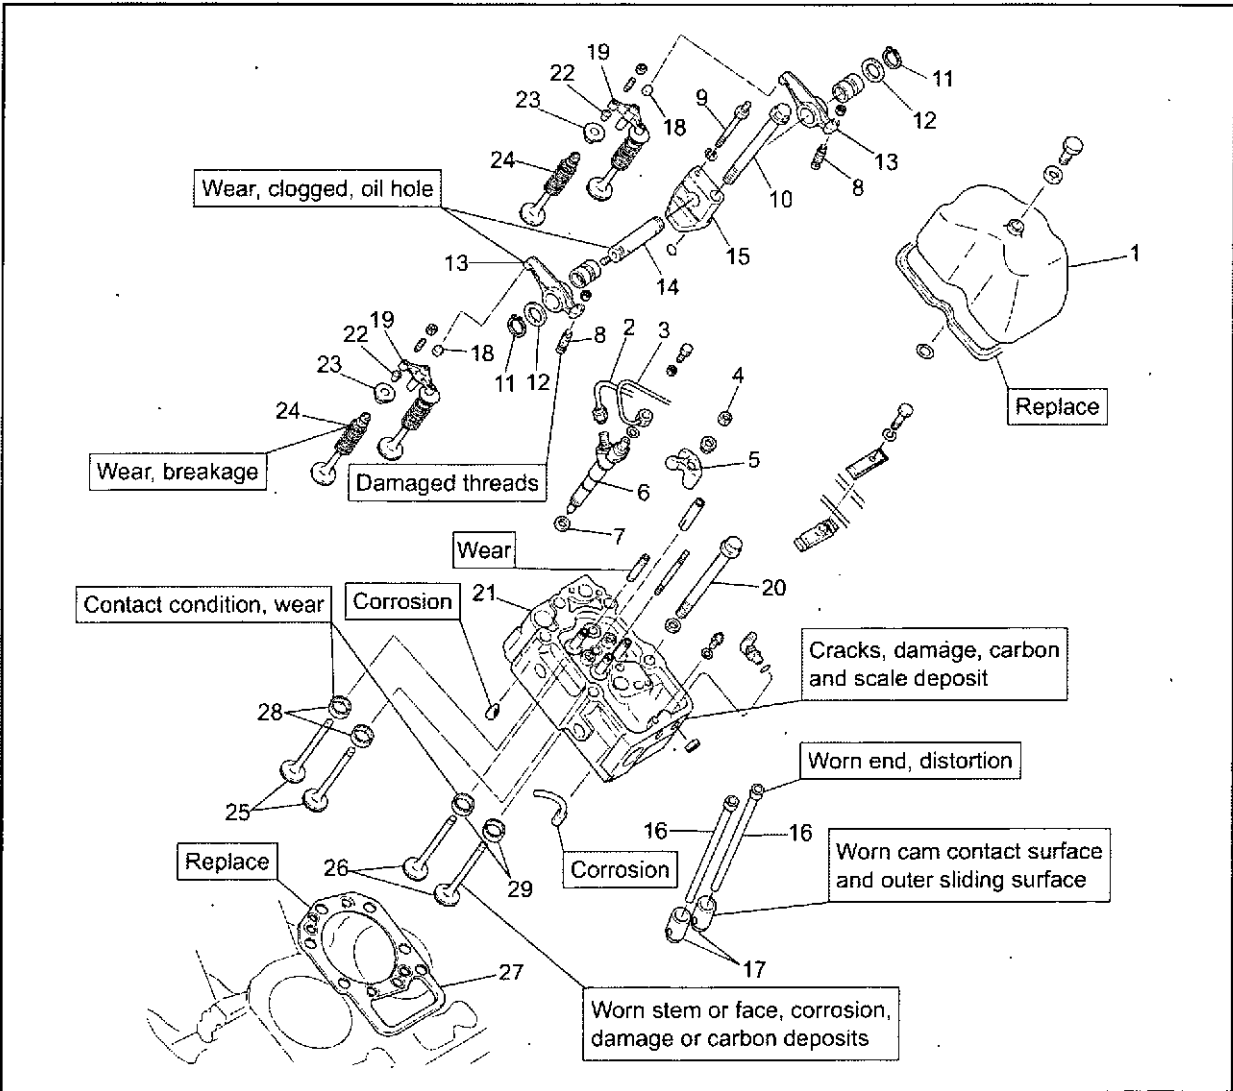 19
11
22
9
12
23
18
13
24
8
10
Wear, clogged, oil hole
15
1
13
14
2
3
19
8
22
18
11
12
23
4
Replace
24
5
Wear, breakage
Damaged threads
6
7
Wear
20
21
Contact condition, wear
Corrosion
Cracks, damage, carbon
and scale deposit
28
Worn end, distortion
25
16
16
Replace
26
29
Corrosion
Worn cam contact surface
and outer sliding surface
17
27
Worn stem or face, corrosion,
damage or carbon deposits